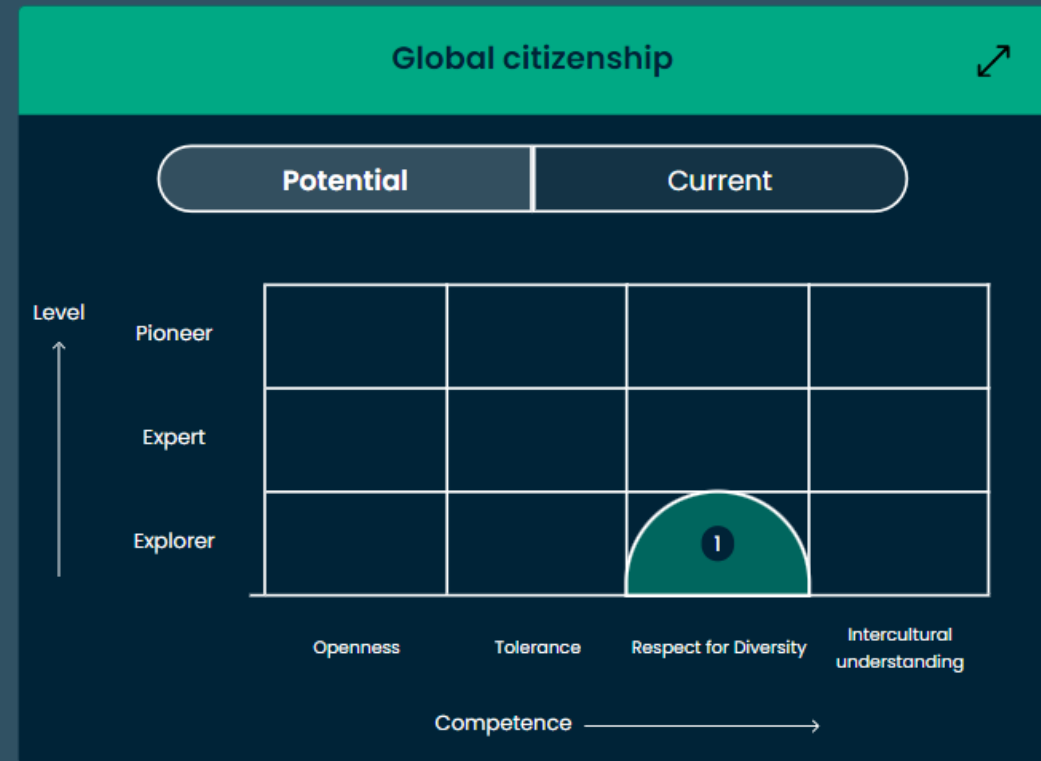 Global citizenship
Potential Current
Level
Pioneer
Expert
Explorer
1
Openness Tolerance Respect for Diversity Intercultural
understanding
Competence